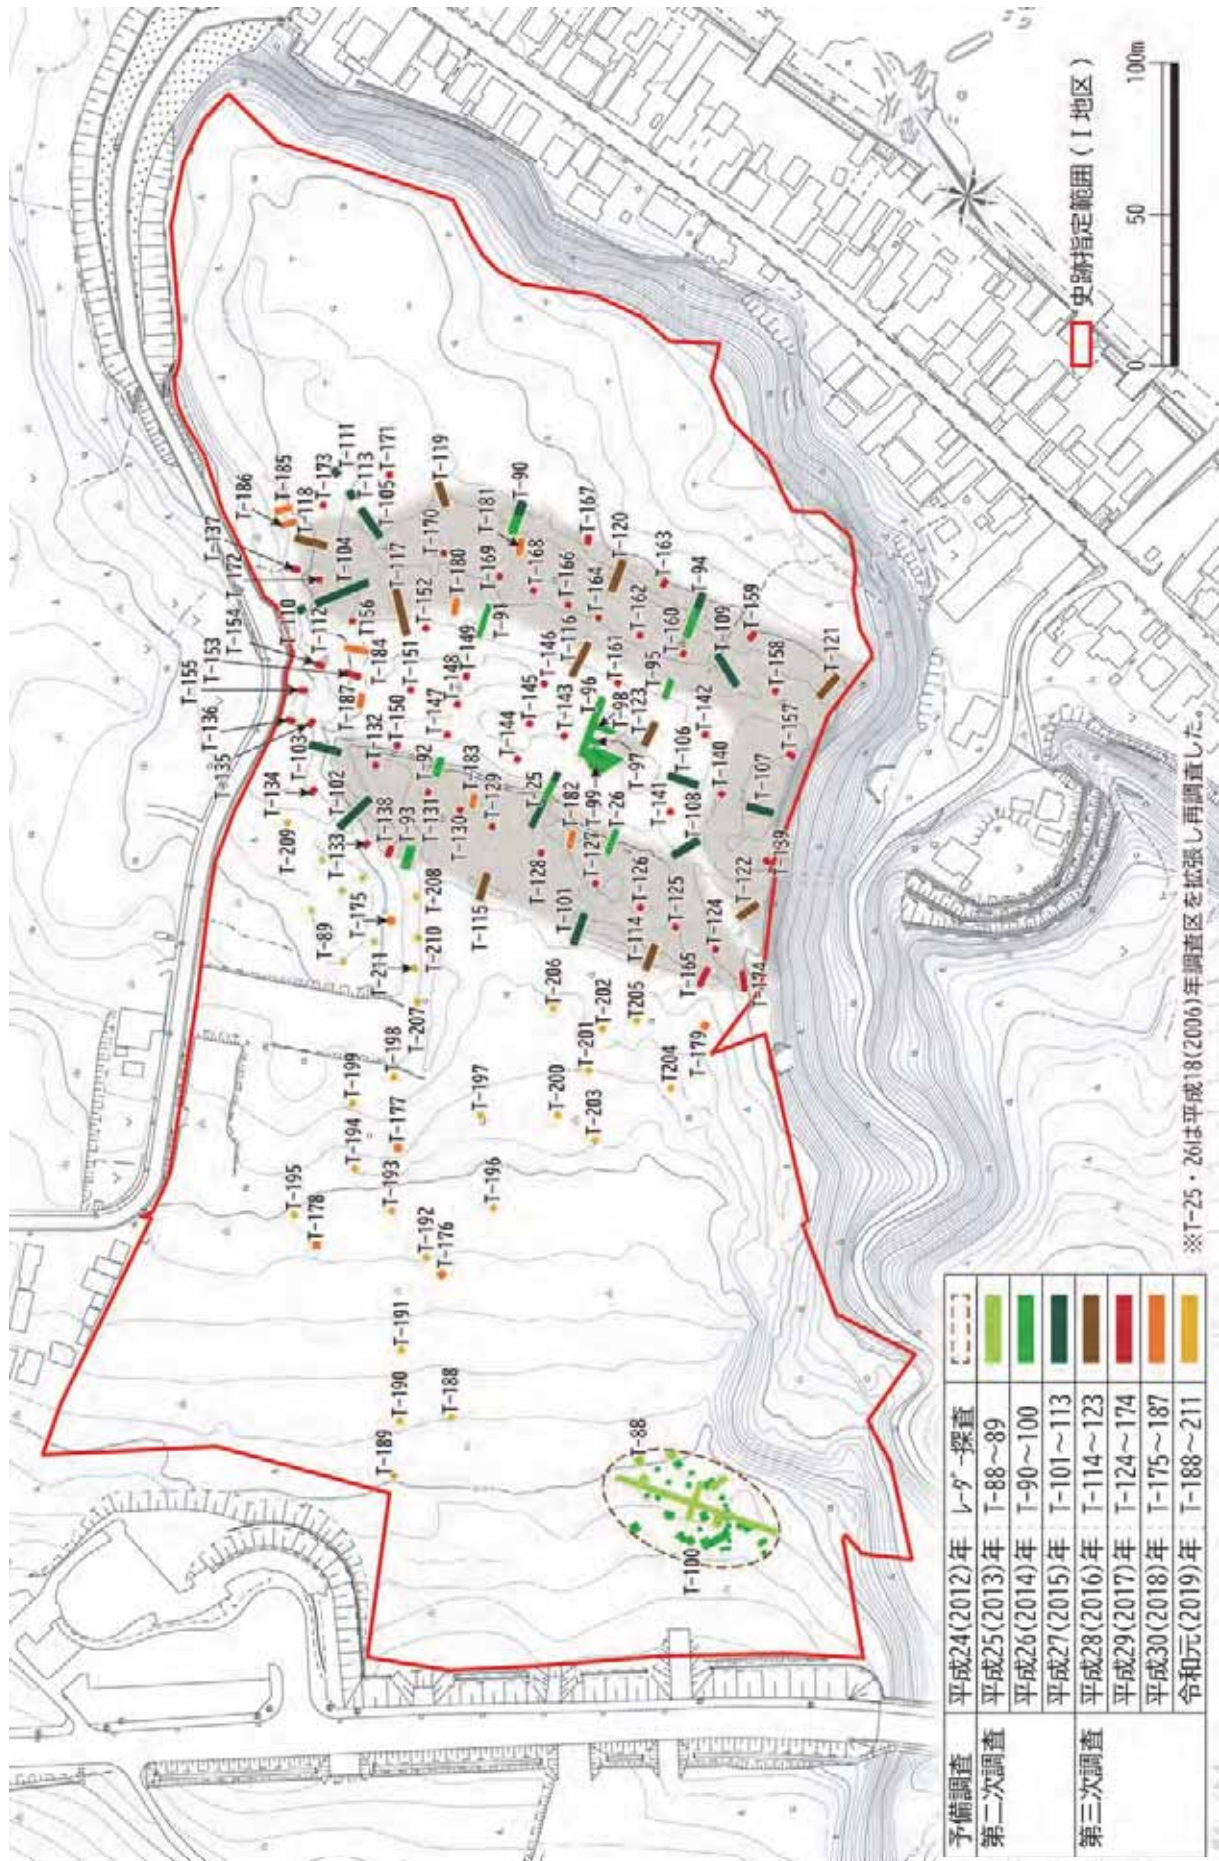 T-186
T-185
T-118
T-173
T-111
T-113
T-171
T-105
T-119
T-137
T-172
T-104
T-117
T-170
T-181
T-90
T-154
T-110
T-112
T156
T-152
T-180
T-169
T-168
T-167
T-153
T-155
T-184
T-151
T-149
T-91
T-166
T-164
T-120
T-163
T-136
T-187
T-150
T-148
T-146
T-116
T-162
T-94
T-135
T-103
T-132
T-147
T-145
T-143
T-161
T-160
T-109
T-159
T-134
T-102
T-92
T-144
T-96
T-95
T-158
T-121
T-209
T-138
T-131
T-183
T-25
T-98
T-123
T-142
T-157
T-133
T-93
T-130
T-129
T-182
T-99
T-97
T-106
T-140
T-107
T-89
T-175
T-208
T-128
T-127
T-26
T-141
T-108
T-139
T-211
T-210
T-115
T-101
T-126
T-125
T-122
T-207
T-206
T-114
T-124
T-165
T-174
T-198
T-199
T-202
T205
T-201
T-179
T-177
T-194
T-197
T-200
T-203
T204
T-195
T-178
T-193
T-196
T-192
T-176
T-191
T-190
T-188
T-189
T-88
T-100
史跡指定範囲(Ⅰ地区)
0 50 100m
※T-25・26は平成18(2006)年調査区を拡張し再調査した。
予備調査 平成24(2012)年 レーダー探査
第二次調査 平成25(2013)年 T-88～89
平成26(2014)年 T-90～100
平成27(2015)年 T-101～113
第三次調査 平成28(2016)年 T-114～123
平成29(2017)年 T-124～174
平成30(2018)年 T-175～187
令和元(2019)年 T-188～211